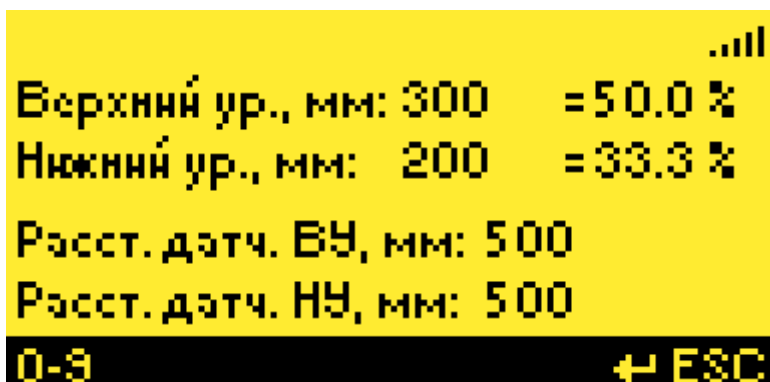 Верхний ур., мм: 300 =50.0 %
Нижний ур., мм: 200 =33.3 %
Расст. датч. ВУ, мм: 500
Расст. датч. НУ, мм: 500
0-9 ↵ ESC